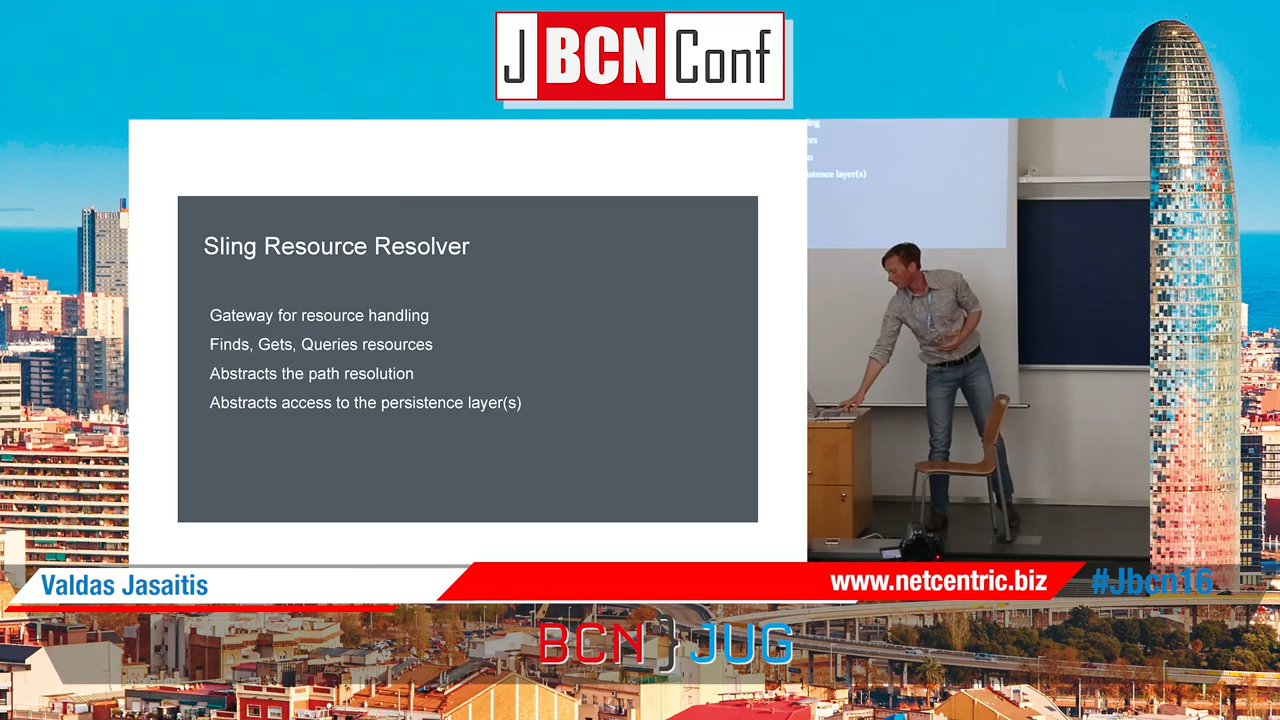 J BCN Conf
Sling Resource Resolver
Gateway for resource handling
Finds, Gets, Queries resources
Abstracts the path resolution
Abstracts access to the persistence layer(s)
layer(s)
Valdas Jasaitis
www.netcentric.biz
#Jbcn16
BCN JUG